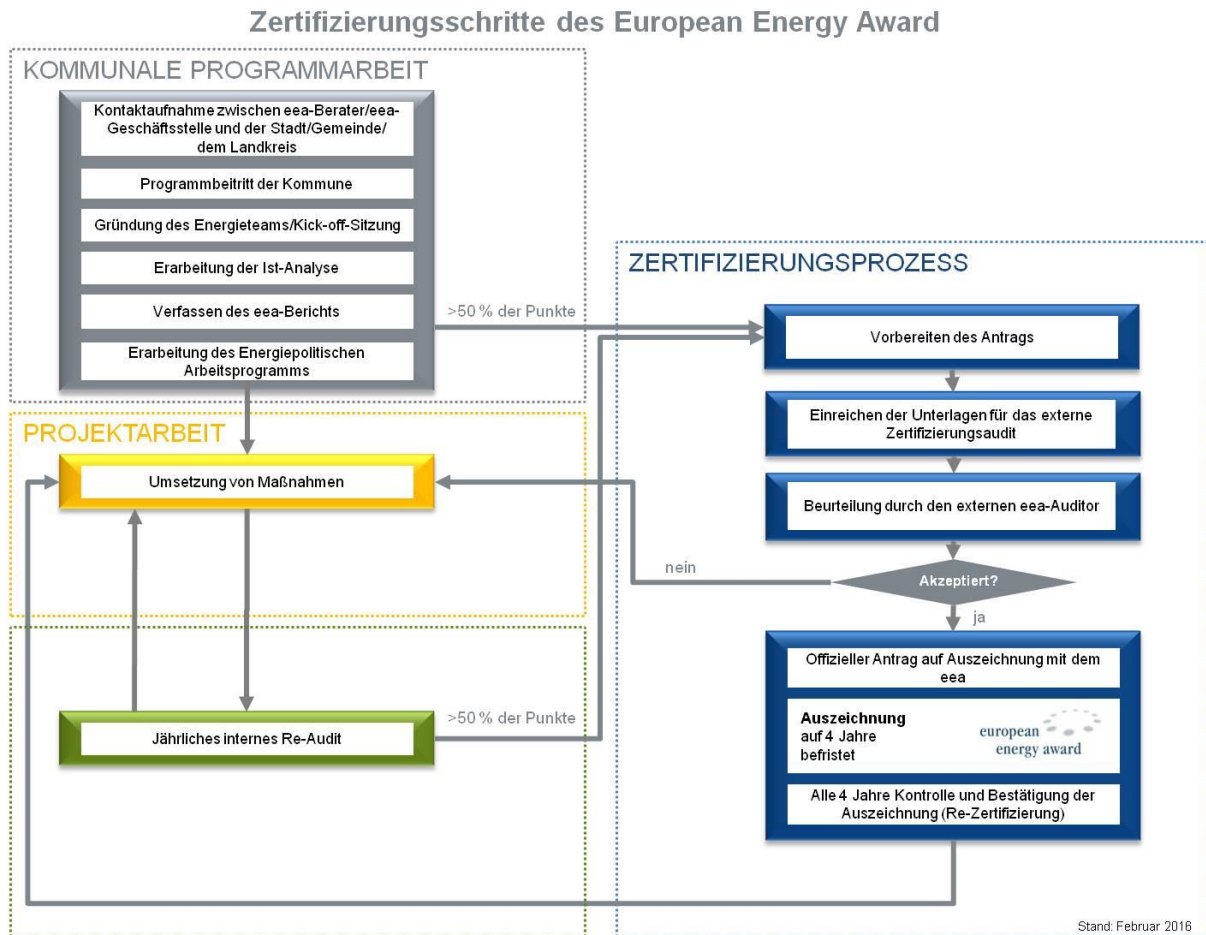 Zertifizierungsschritte des European Energy Award
KOMMUNALE PROGRAMMARBEIT
Kontaktaufnahme zwischen eea-Berater/eea-
Geschäftsstelle und der Stadt/Gemeinde/
dem Landkreis
Programmbeitritt der Kommune
Gründung des Energieteams/Kick-off-Sitzung
Erarbeitung der Ist-Analyse
Verfassen des eea-Berichts
Erarbeitung des Energiepolitischen
Arbeitsprogramms
>50 % der Punkte
PROJEKTARBEIT
Umsetzung von Maßnahmen
Jährliches internes Re-Audit
>50 % der Punkte
ZERTIFIZIERUNGSPROZESS
Vorbereiten des Antrags
Einreichen der Unterlagen für das externe
Zertifizierungsaudit
Beurteilung durch den externen eea-Auditor
Akzeptiert?
nein
ja
Offizieller Antrag auf Auszeichnung mit dem
eea
Auszeichnung
auf 4 Jahre
befristet
european
energy award
Alle 4 Jahre Kontrolle und Bestätigung der
Auszeichnung (Re-Zertifizierung)
Stand: Februar 2016